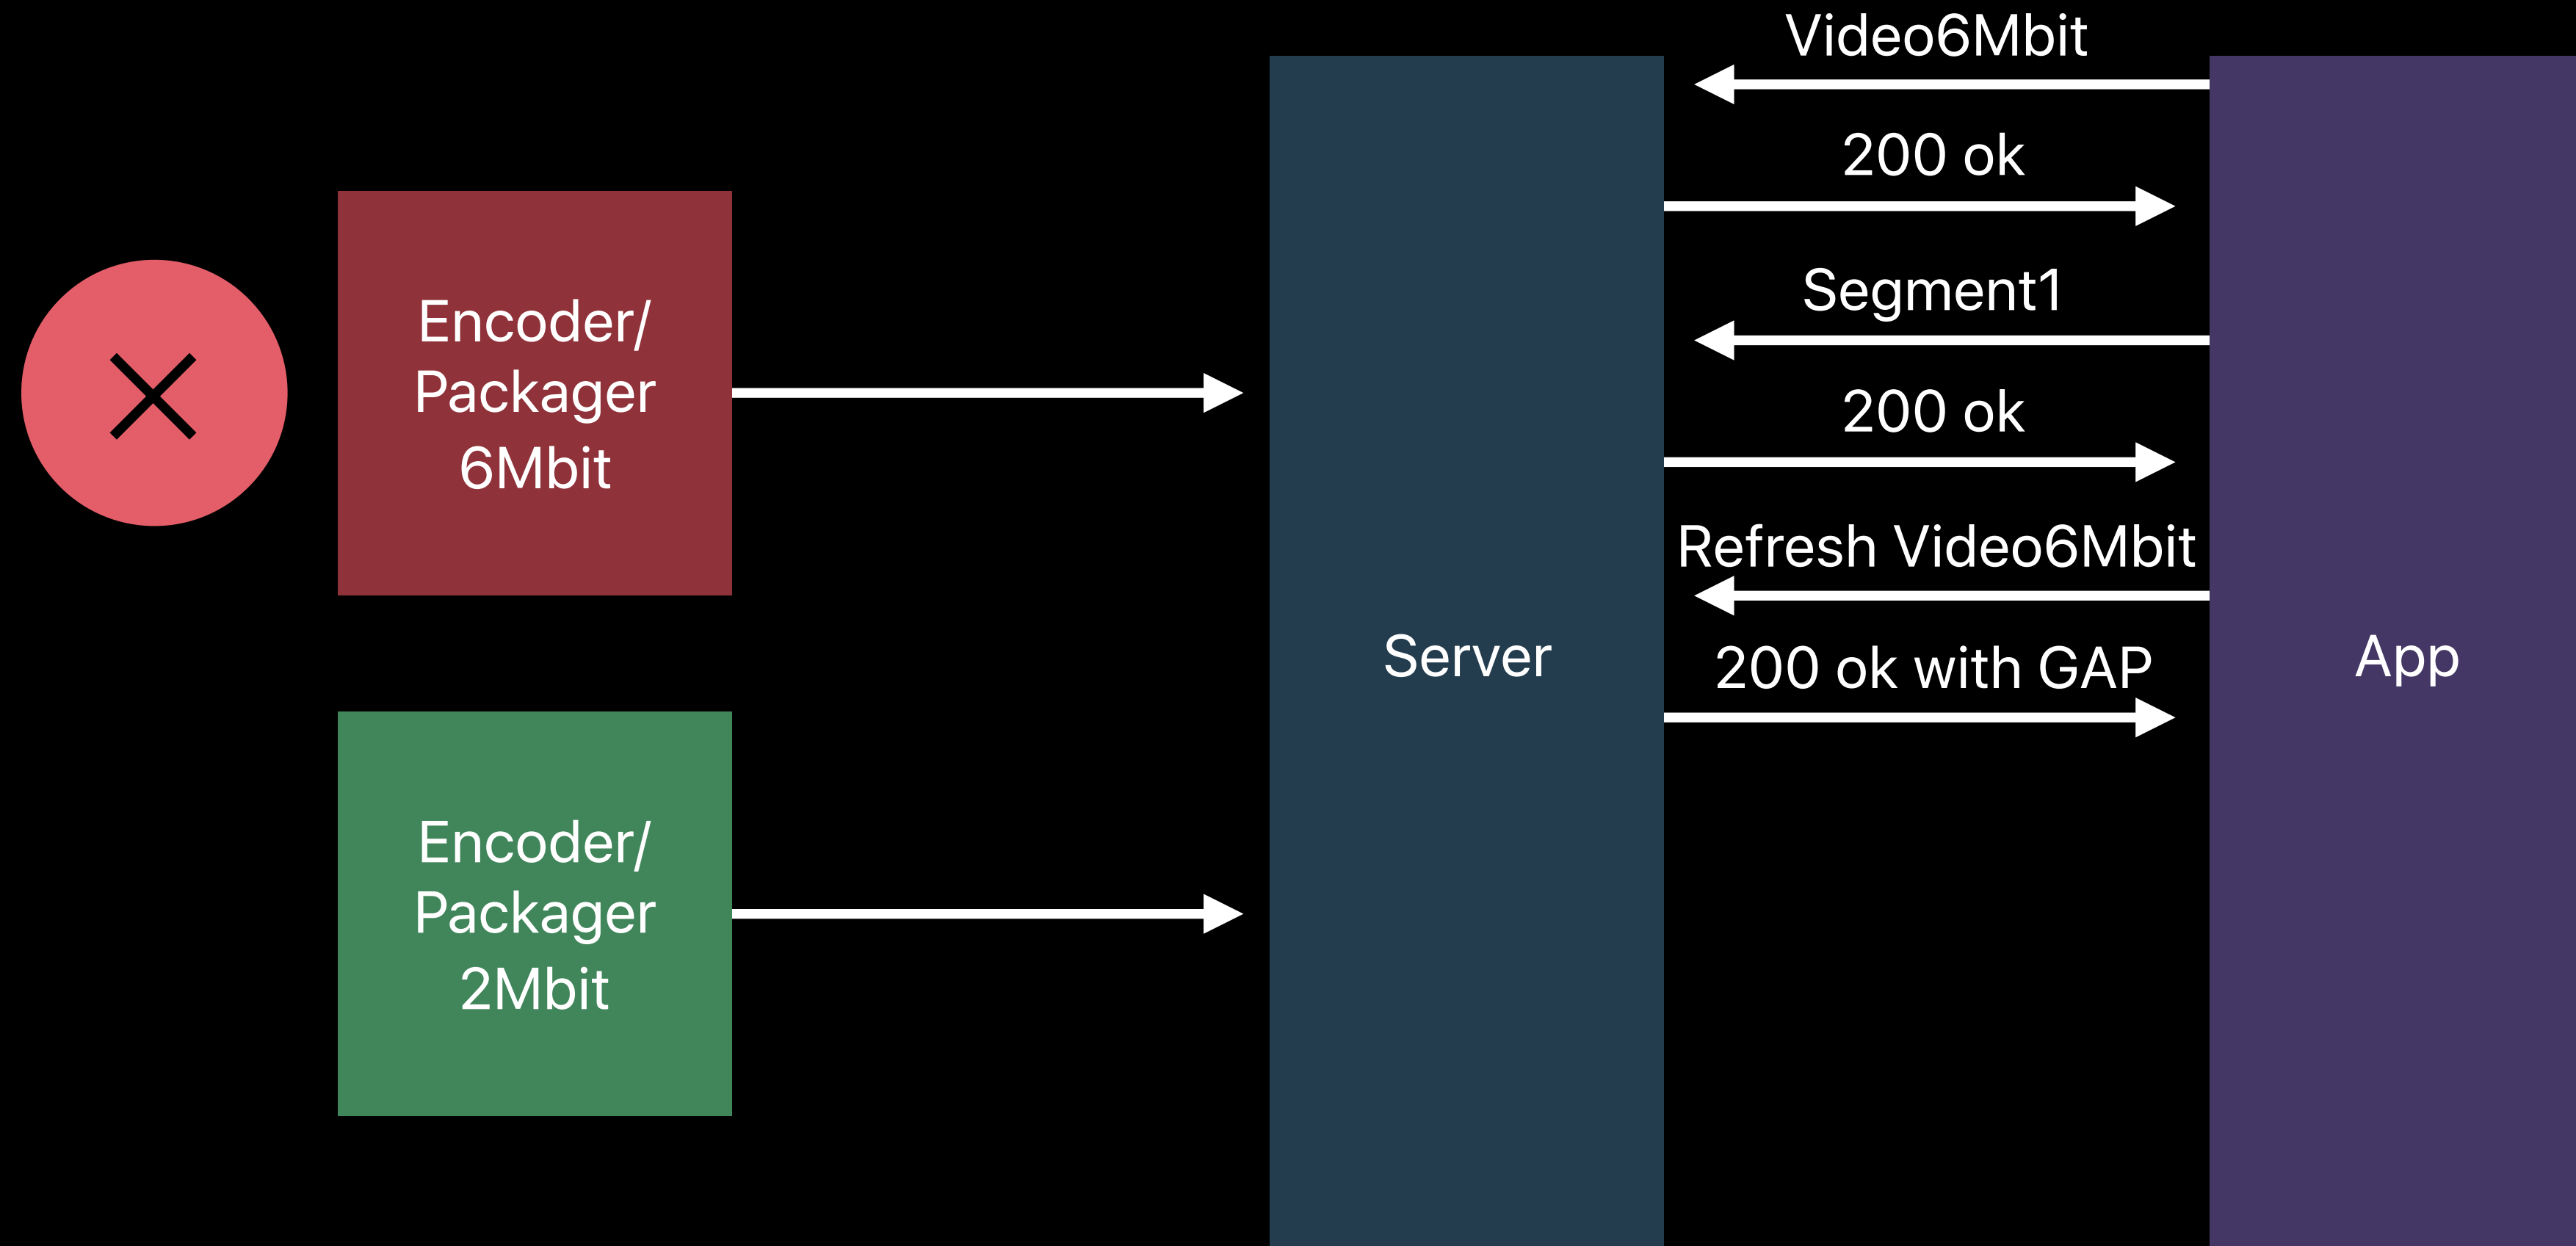 Video6Mbit
200 ok
Segment1
200 ok
Refresh Video6Mbit
200 ok with GAP
Encoder/
Packager
6Mbit
Encoder/
Packager
2Mbit
Server
App